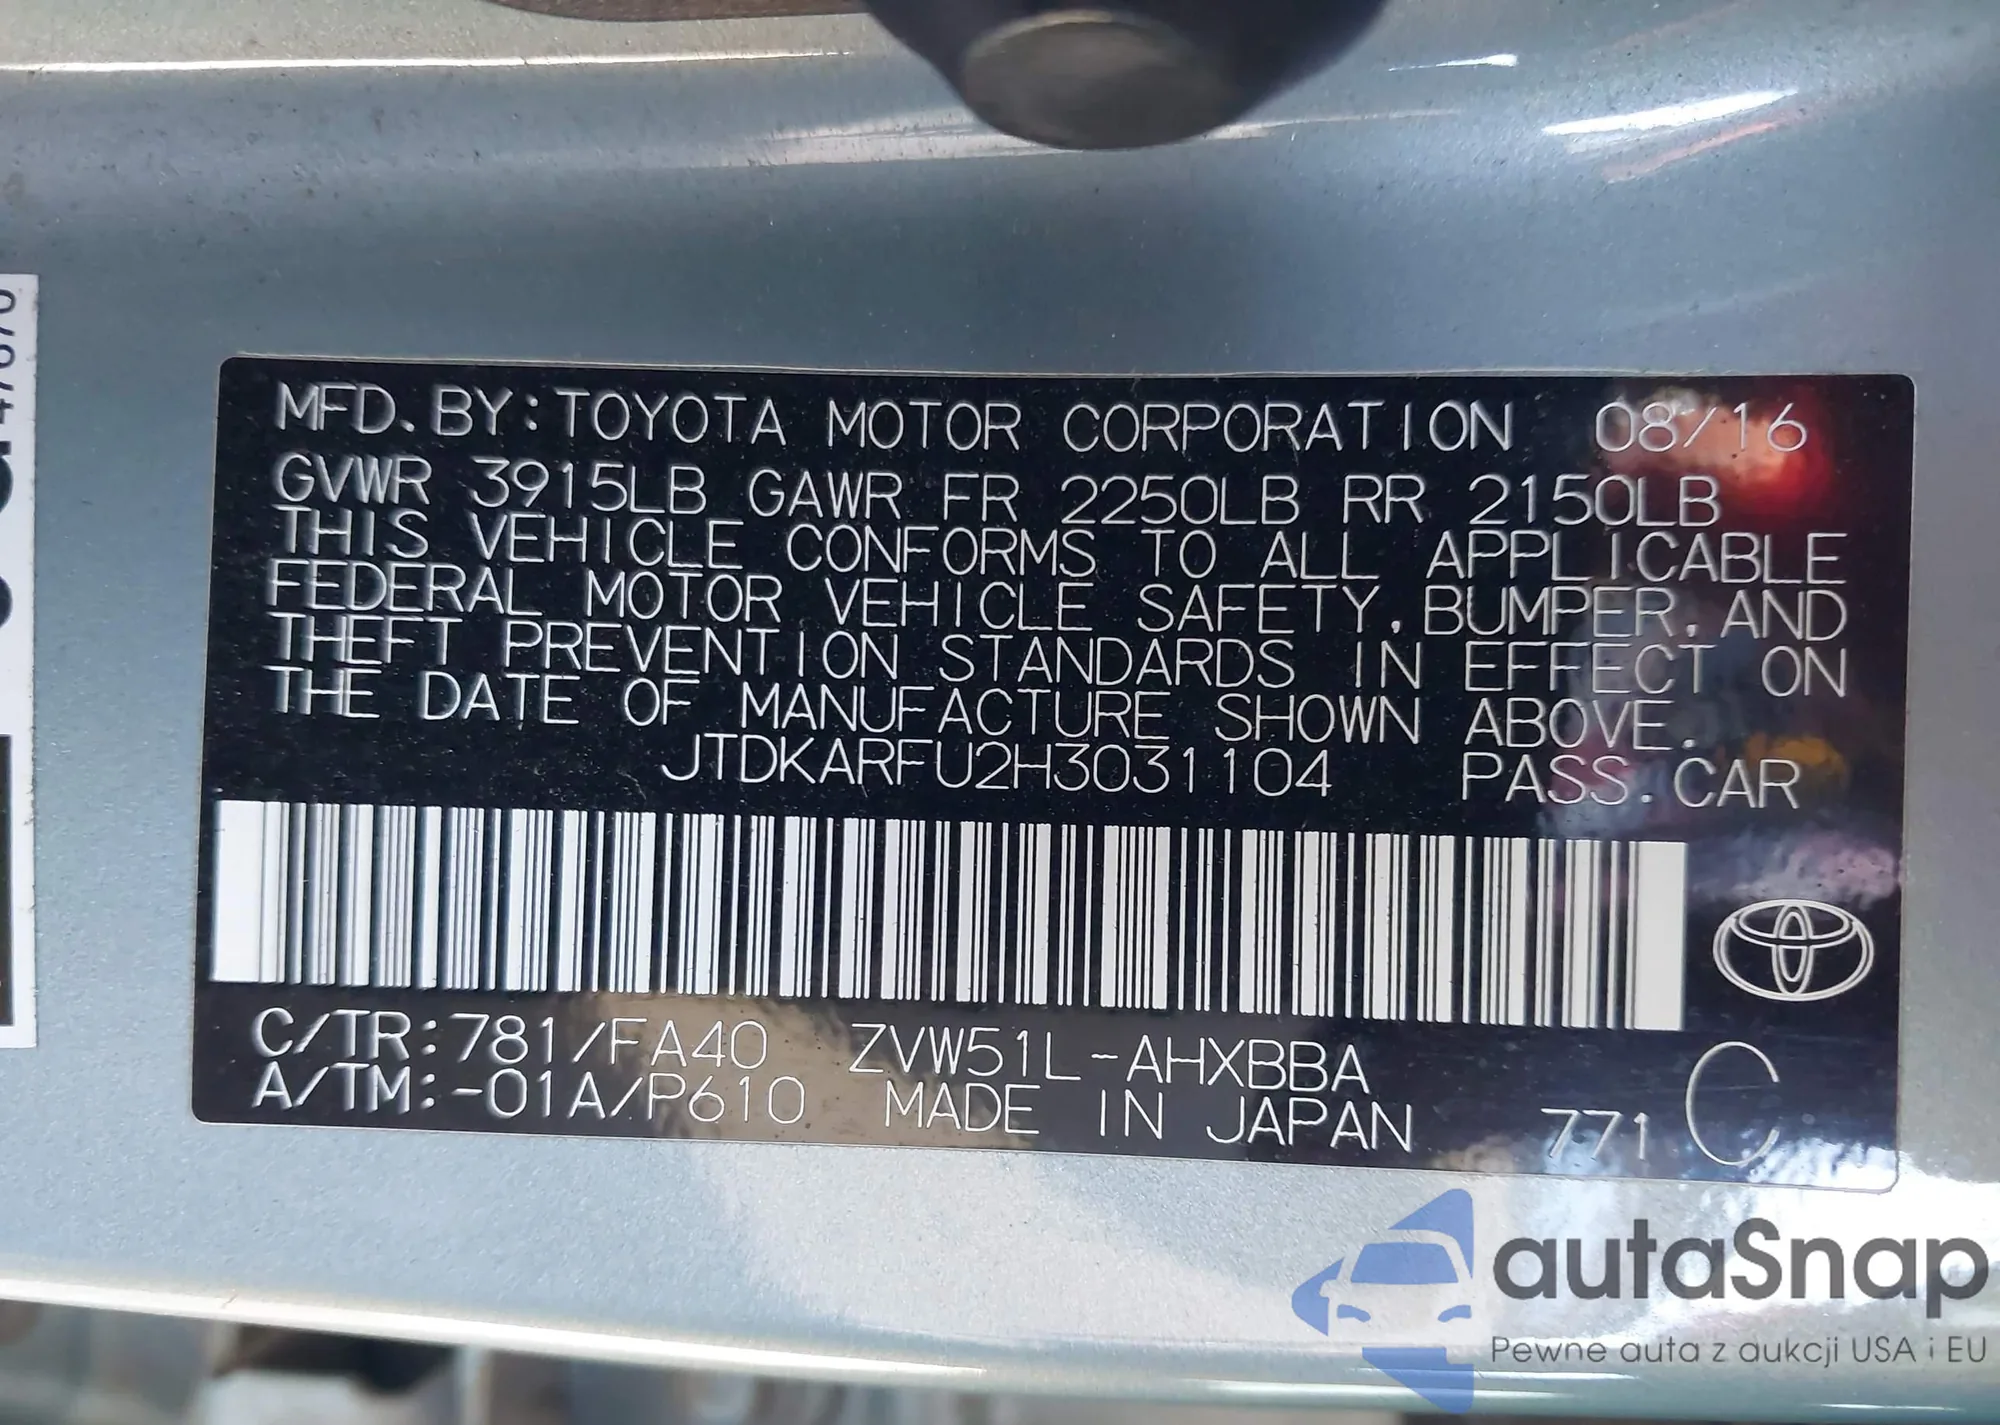 MFD. BY: TOYOTA MOTOR CORPORATION 08/16
GVWR 3915LB GAWR FR 2250LB RR 2150LB
THIS VEHICLE CONFORMS TO ALL APPLICABLE
FEDERAL MOTOR VEHICLE SAFETY, BUMPER, AND
THEFT PREVENTION STANDARDS IN EFFECT ON
THE DATE OF MANUFACTURE SHOWN ABOVE.
JTDKARFU2H3031104 PASS. CAR
C/TR: 781/FA40 ZVW51L-AHXBBA
A/TM: -01A/P610 MADE IN JAPAN 771 C
autaSnap
Pewne auta z aukcji USA i EU